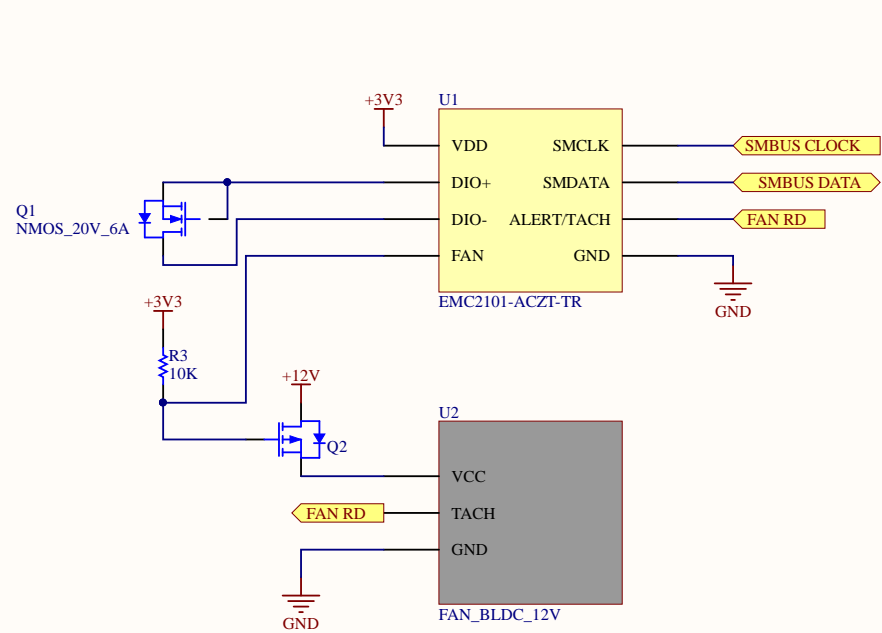 +3V3
U1
VDD
SMCLK
SMBUS CLOCK
DIO+
SMDATA
SMBUS DATA
Q1
NMOS_20V_6A
DIO-
ALERT/TACH
FAN RD
FAN
GND
EMC2101-ACZT-TR
GND
+3V3
R3
10K
+12V
U2
Q2
VCC
FAN RD
TACH
GND
FAN_BLDC_12V
GND